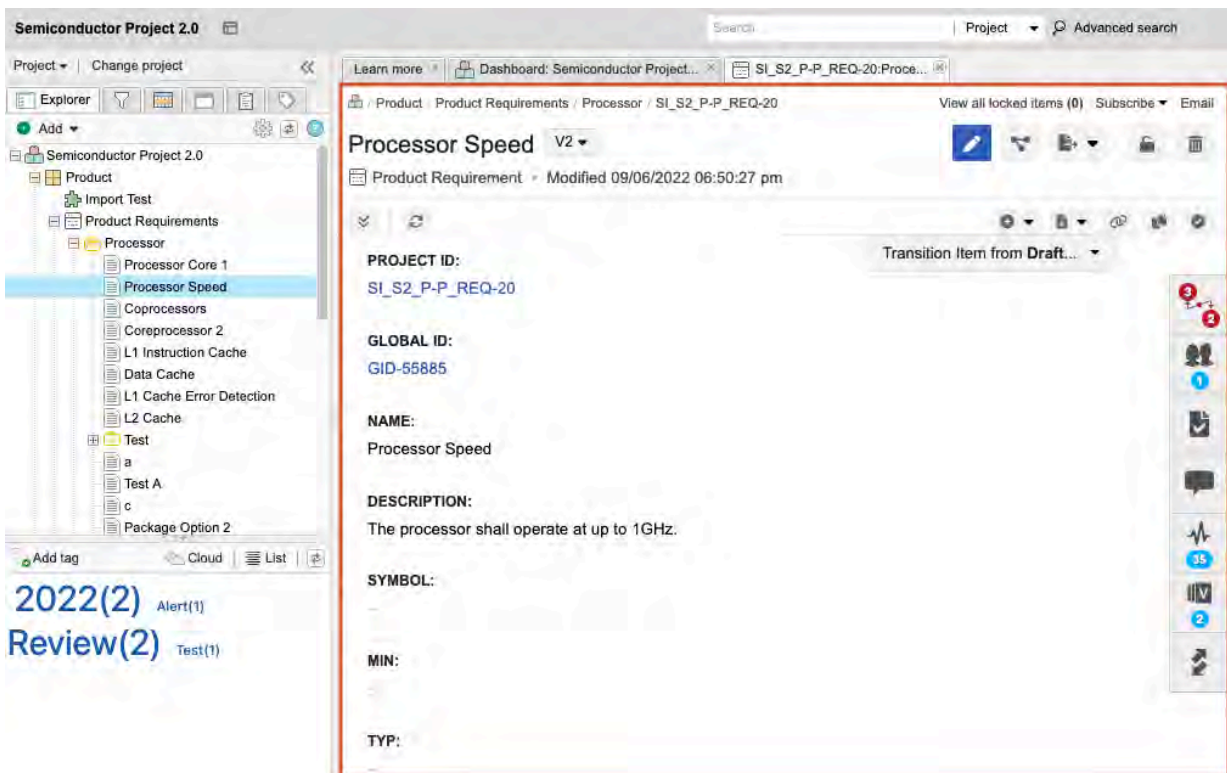 Semiconductor Project 2.0
Search
Project
Advanced search
Project
Change project
Explorer
Add
Semiconductor Project 2.0
Product
Import Test
Product Requirements
Processor
Processor Core 1
Processor Speed
Coprocessors
Coreprocessor 2
L1 Instruction Cache
Data Cache
L1 Cache Error Detection
L2 Cache
Test
a
Test A
c
Package Option 2
Add tag
Cloud
List
2022(2) Alert(1)
Review(2) Test(1)
Learn more
Dashboard: Semiconductor Project...
SI_S2_P-P_REQ-20:Proce...
/ Product / Product Requirements / Processor / SI_S2_P-P_REQ-20
View all locked items (0) Subscribe Email
Processor Speed V2
Product Requirement • Modified 09/06/2022 06:50:27 pm
Transition Item from Draft...
PROJECT ID:
SI_S2_P-P_REQ-20
GLOBAL ID:
GID-55885
NAME:
Processor Speed
DESCRIPTION:
The processor shall operate at up to 1GHz.
SYMBOL:
--
MIN:
--
TYP:
3
2
1
35
2